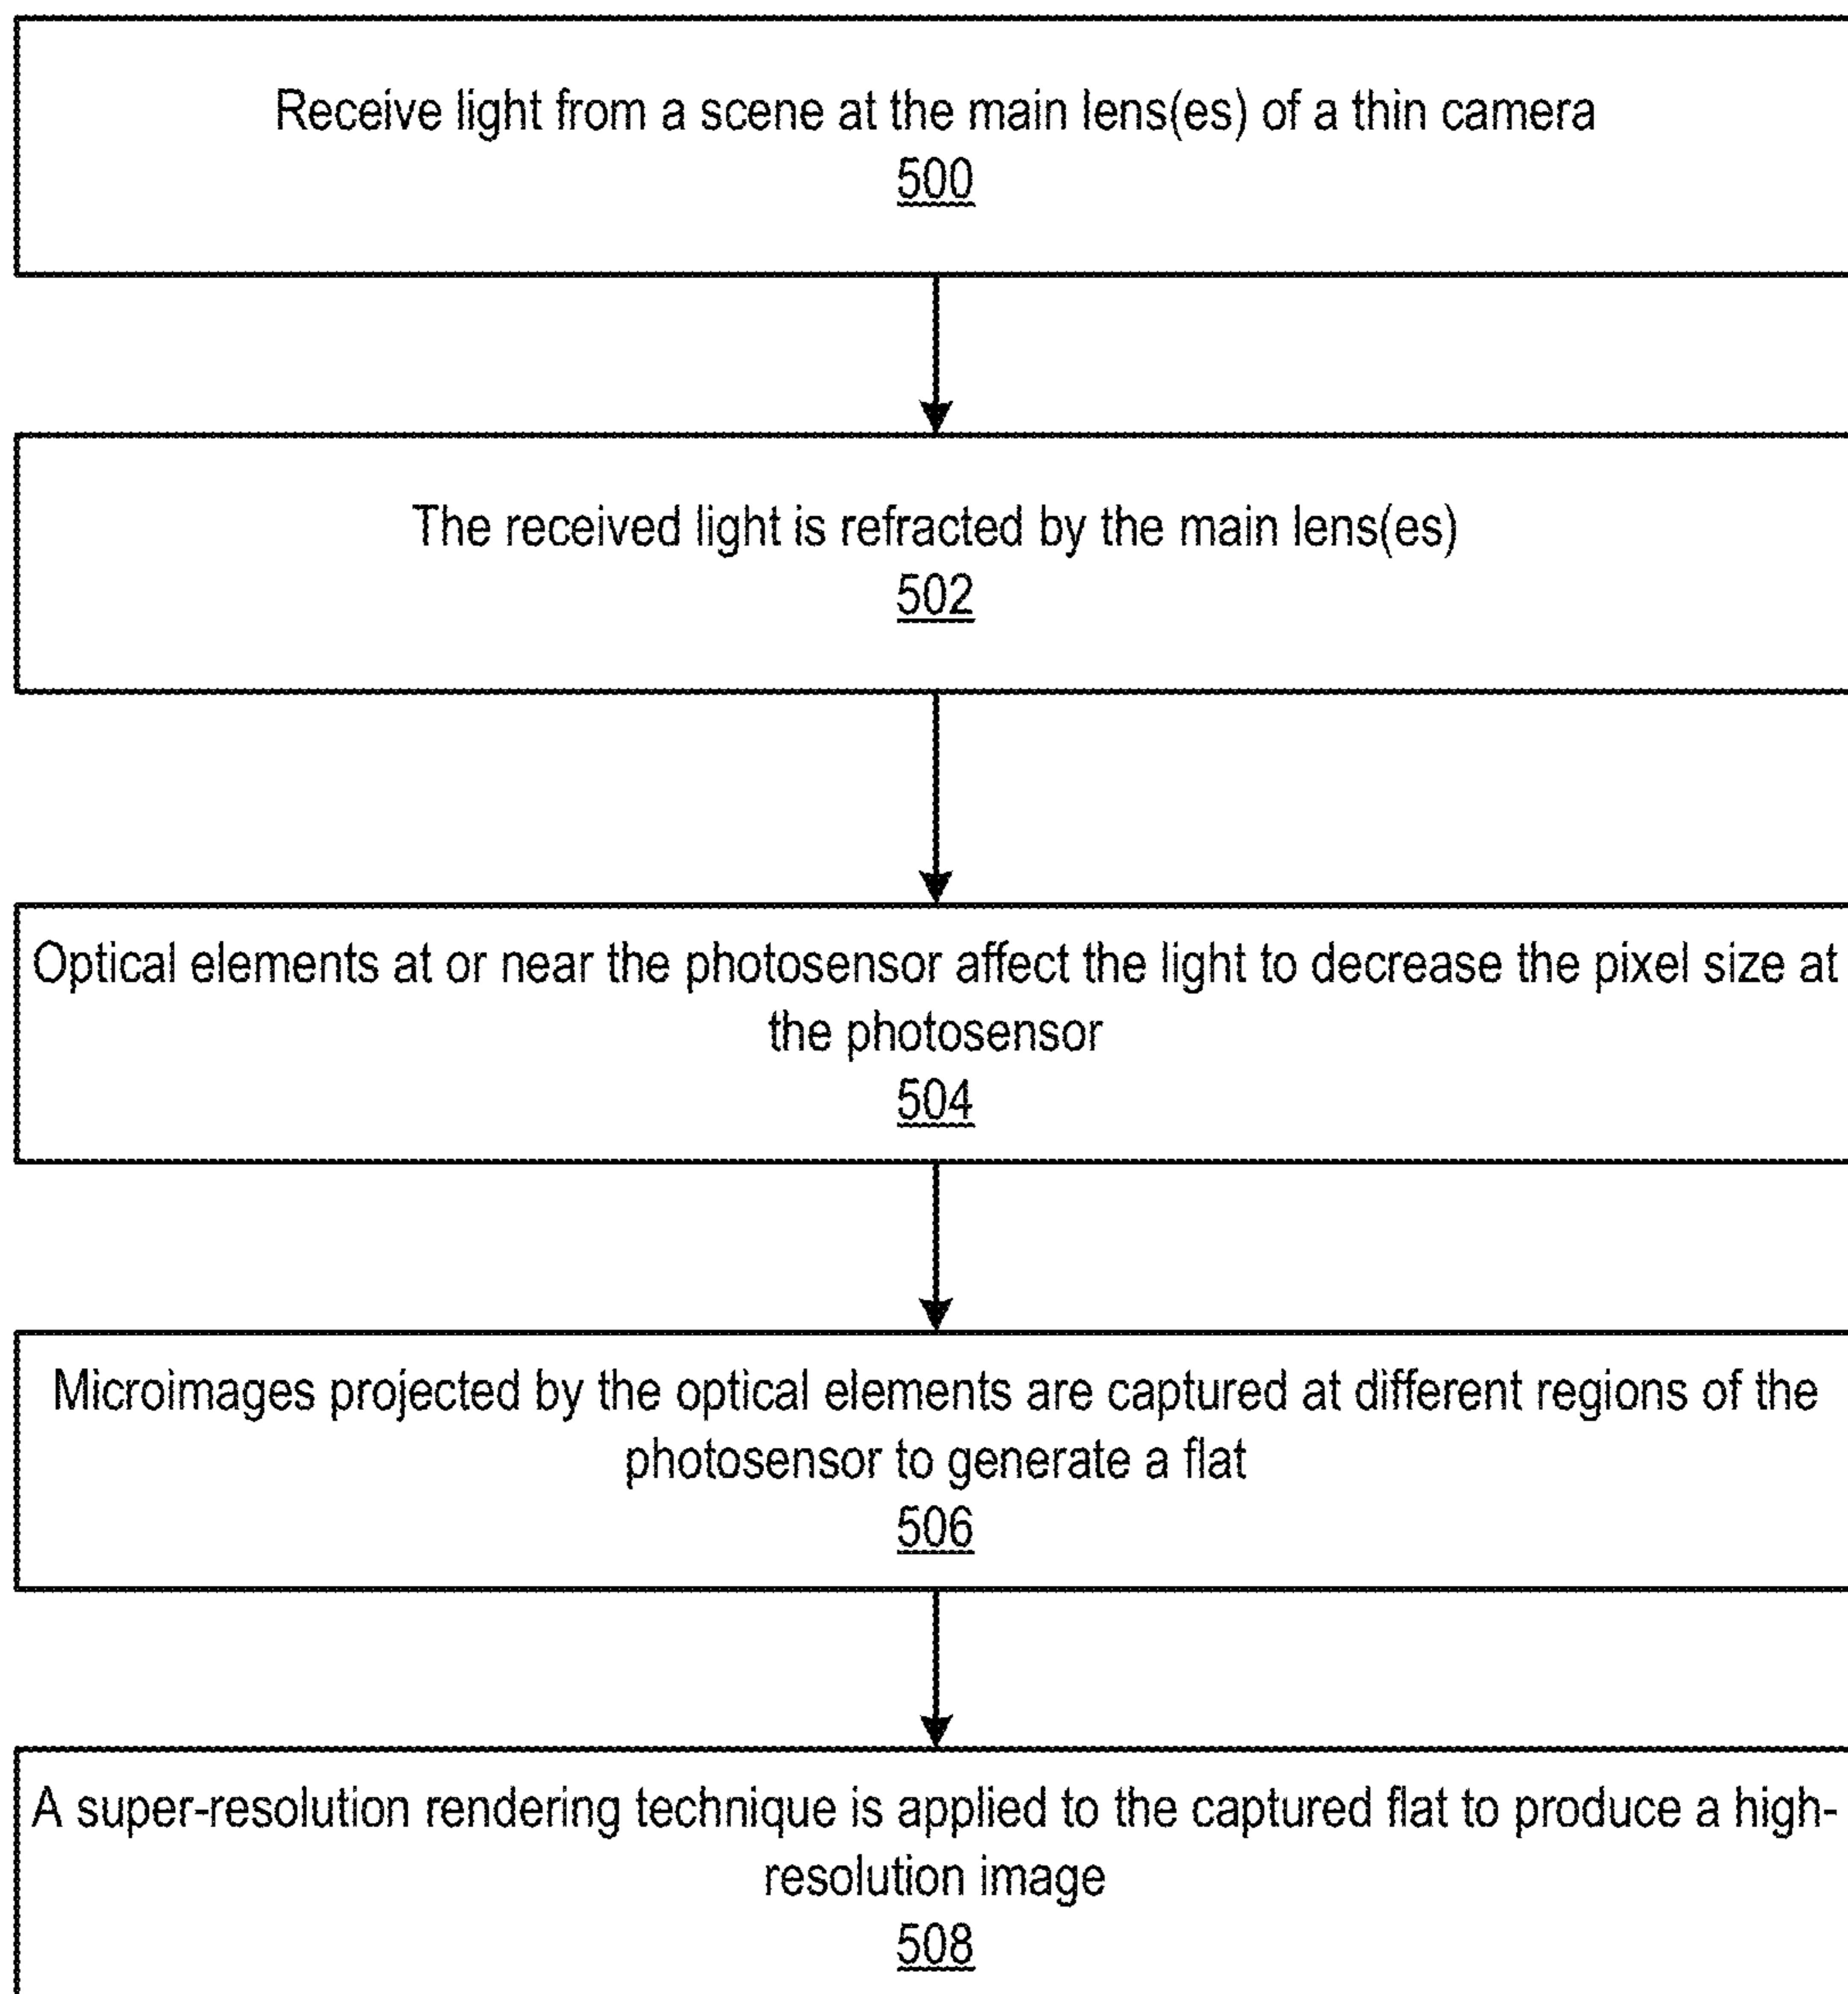 Receive light from a scene at the main lens(es) of a thin camera
500
The received light is refracted by the main lens(es)
502
Optical elements at or near the photosensor affect the light to decrease the pixel size at
the photosensor
504
Microimages projected by the optical elements are captured at different regions of the
photosensor to generate a flat
506
A super-resolution rendering technique is applied to the captured flat to produce a high-
resolution image
508